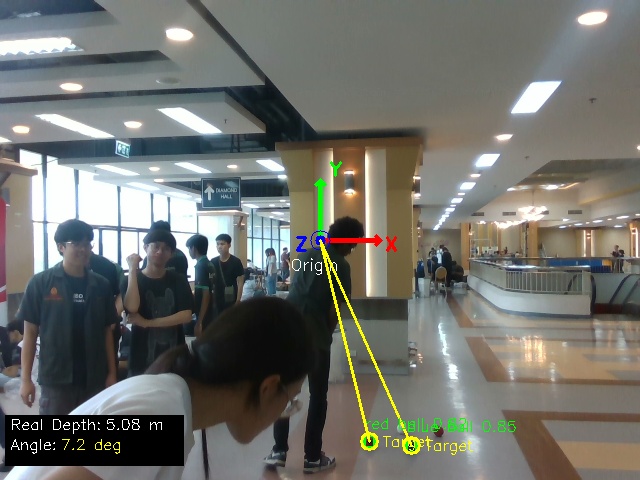 DIAMOND
HALL
Y
Z
X
Origin
Target
Target
Real Depth: 5.08 m
Angle: 7.2 deg